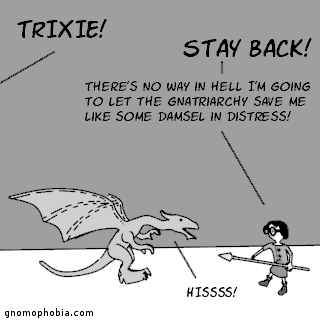 TRIXIE!
STAY BACK!
THERE'S NO WAY IN HELL I'M GOING
TO LET THE GNATRIARCHY SAVE ME
LIKE SOME DAMSEL IN DISTRESS!
HISSSS!
gnomophobia.com